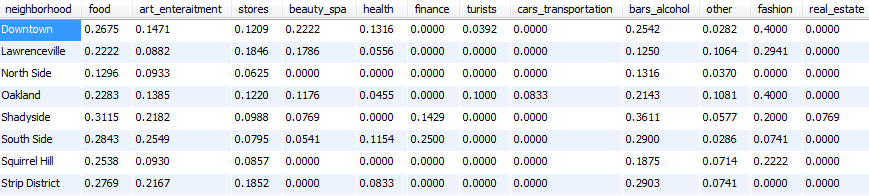 neighborhood food art_enteraitment stores beauty_spa health finance turists cars_transportation bars_alcohol other fashion real_estate
Downtown 0.2675 0.1471 0.1209 0.2222 0.1316 0.0000 0.0392 0.0000 0.2542 0.0282 0.4000 0.0000
Lawrenceville 0.2222 0.0882 0.1846 0.1786 0.0556 0.0000 0.0000 0.0000 0.1250 0.1064 0.2941 0.0000
North Side 0.1296 0.0933 0.0625 0.0000 0.0000 0.0000 0.0000 0.0000 0.1316 0.0370 0.0000 0.0000
Oakland 0.2283 0.1385 0.1220 0.1176 0.0455 0.0000 0.1000 0.0833 0.2143 0.1081 0.4000 0.0000
Shadyside 0.3115 0.2182 0.0988 0.0769 0.0000 0.1429 0.0000 0.0000 0.3611 0.0577 0.2000 0.0769
South Side 0.2843 0.2549 0.0795 0.0541 0.1154 0.2500 0.0000 0.0000 0.2900 0.0286 0.0741 0.0000
Squirrel Hill 0.2538 0.0930 0.0857 0.0000 0.0000 0.0000 0.0000 0.0000 0.1875 0.0714 0.2222 0.0000
Strip District 0.2769 0.2167 0.1852 0.0000 0.0833 0.0000 0.0000 0.0000 0.2903 0.0741 0.0000 0.0000